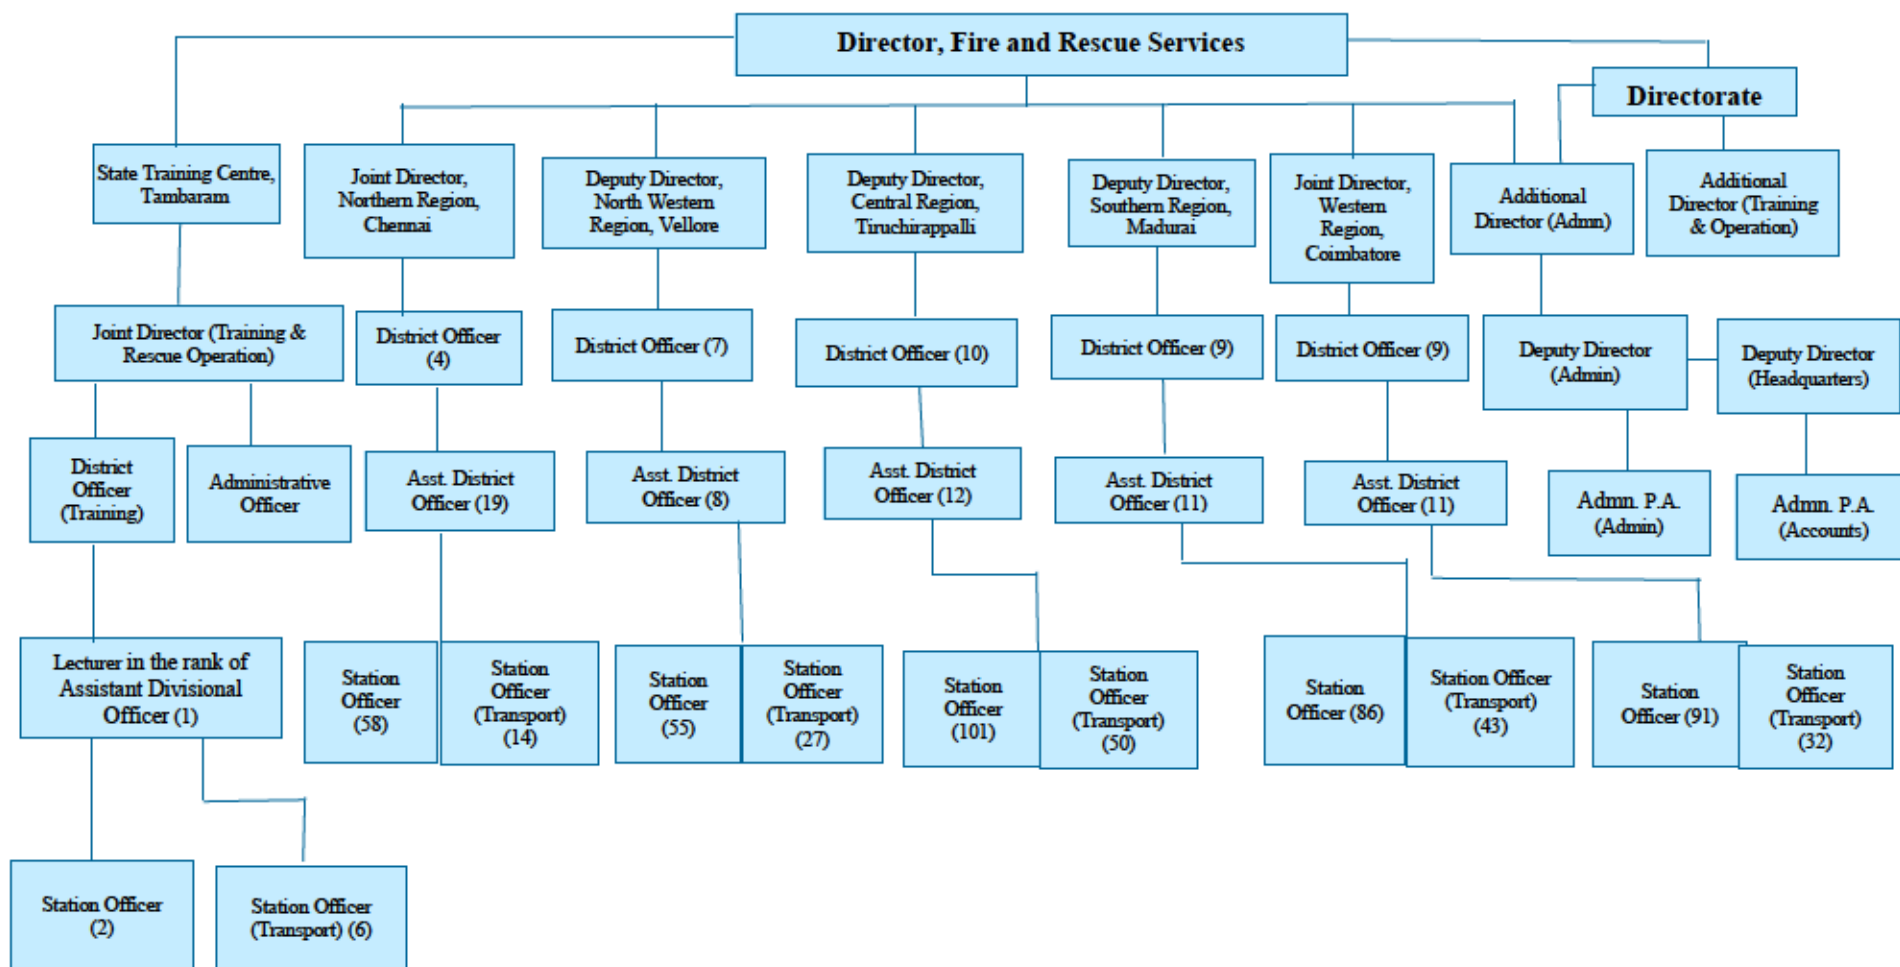 Director, Fire and Rescue Services
Directorate
State Training Centre,
Tambaram
Joint Director,
Northern Region,
Chennai
Deputy Director,
North Western
Region, Vellore
Deputy Director,
Central Region,
Tiruchirappalli
Deputy Director,
Southern Region,
Madurai
Joint Director,
Western
Region,
Coimbatore
Additional
Director (Admn)
Additional
Director (Training
& Operation)
Joint Director (Training &
Rescue Operation)
District Officer
(4)
District Officer (7)
District Officer (10)
District Officer (9)
District Officer (9)
Deputy Director
(Admin)
Deputy Director
(Headquarters)
District
Officer
(Training)
Administrative
Officer
Asst. District
Officer (19)
Asst. District
Officer (8)
Asst. District
Officer (12)
Asst. District
Officer (11)
Asst. District
Officer (11)
Admn. P.A.
(Admin)
Admn. P.A.
(Accounts)
Lecturer in the rank of
Assistant Divisional
Officer (1)
Station
Officer
(58)
Station
Officer
(Transport)
(14)
Station
Officer
(55)
Station
Officer
(Transport)
(27)
Station
Officer
(101)
Station
Officer
(Transport)
(50)
Station
Officer (86)
Station Officer
(Transport)
(43)
Station
Officer (91)
Station
Officer
(Transport)
(32)
Station Officer
(2)
Station Officer
(Transport) (6)